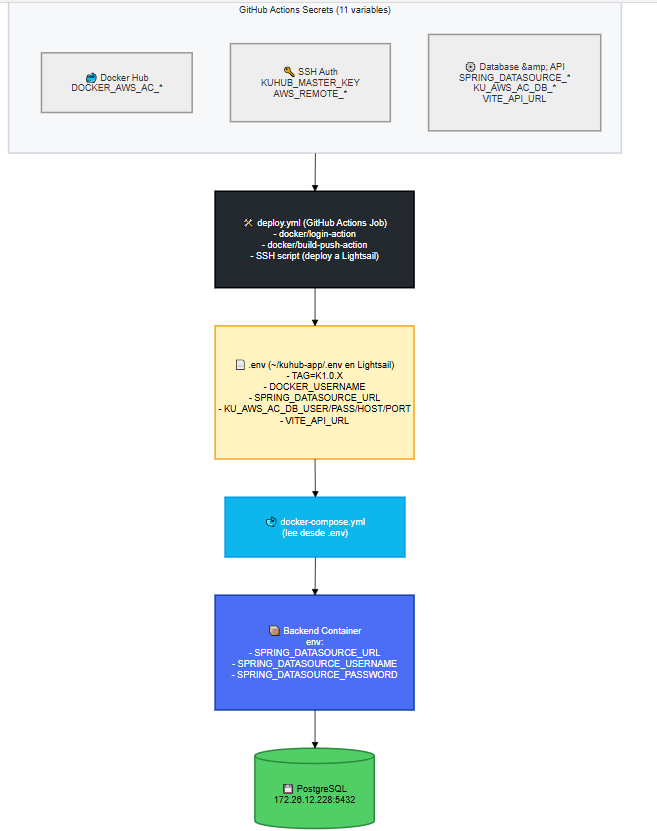 GitHub Actions Secrets (11 variables)
Docker Hub
DOCKER_AWS_AC_*
SSH Auth
KUHUB_MASTER_KEY
AWS_REMOTE_*
Database &amp; API
SPRING_DATASOURCE_*
KU_AWS_AC_DB_*
VITE_API_URL
deploy.yml (GitHub Actions Job)
- docker/login-action
- docker/build-push-action
- SSH script (deploy a Lightsail)
.env (~/kuhub-app/.env en Lightsail)
- TAG=K1.0.X
- DOCKER_USERNAME
- SPRING_DATASOURCE_URL
- KU_AWS_AC_DB_USER/PASS/HOST/PORT
- VITE_API_URL
docker-compose.yml
(lee desde .env)
Backend Container
env:
- SPRING_DATASOURCE_URL
- SPRING_DATASOURCE_USERNAME
- SPRING_DATASOURCE_PASSWORD
PostgreSQL
172.26.12.228:5432